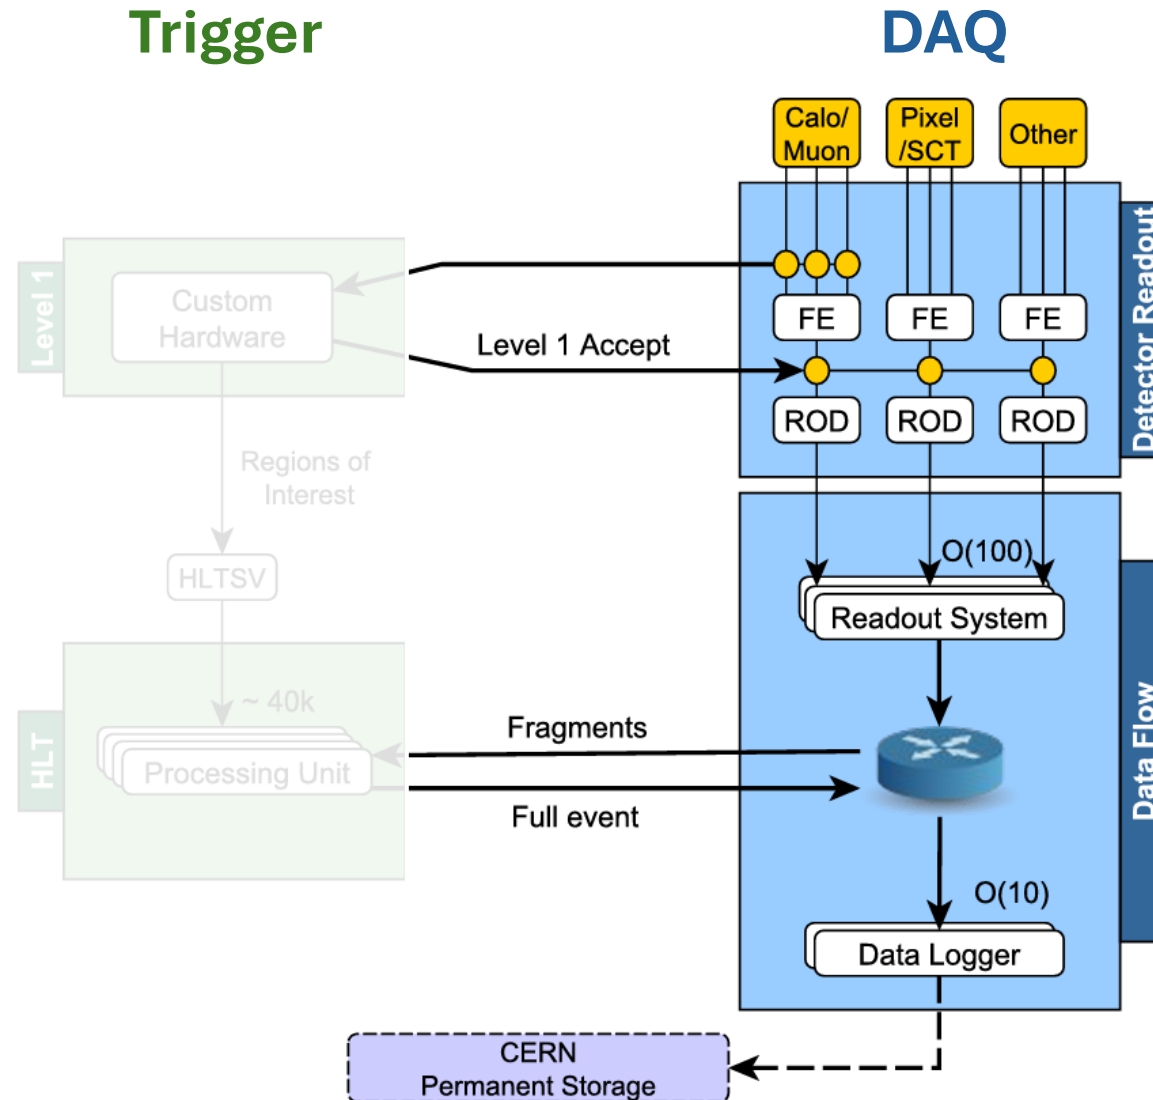 Trigger
DAQ
Calo/
Muon
Pixel
/SCT
Other
Level 1
Custom
Hardware
Detector Readout
FE
FE
FE
Level 1 Accept
ROD
ROD
ROD
Regions of
Interest
HLTSV
O(100)
Readout System
HLT
~ 40k
Processing Unit
Fragments
Full event
Data Flow
O(10)
Data Logger
CERN
Permanent Storage